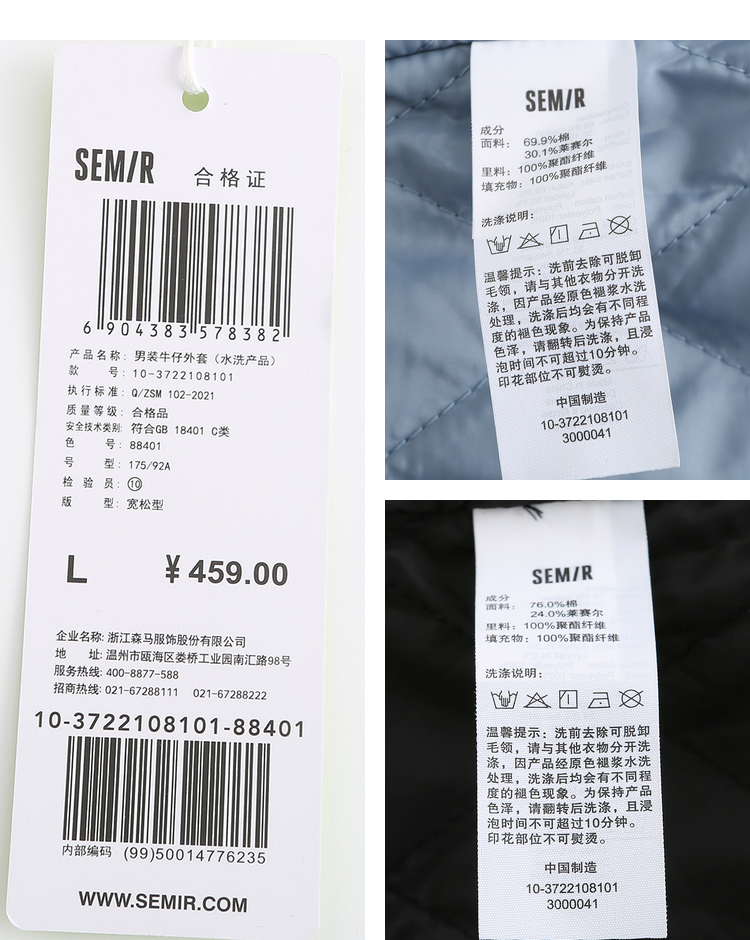 SEMIR 合格证
6 904383 578382
产品名称: 男装牛仔外套（水洗产品）
款 号: 10-3722108101
执行标准: Q/ZSM 102-2021
质量等级: 合格品
安全技术类别: 符合GB 18401 C类
色 号: 88401
号 型: 175/92A
检 验 员: ⑩
版 型: 宽松型
L ¥ 459.00
企业名称: 浙江森马服饰股份有限公司
地 址: 温州市瓯海区娄桥工业园南汇路98号
服务热线: 400-8877-588
招商热线: 021-67288111 021-67288222
10-3722108101-88401
内部编码 (99)50014776235
WWW.SEMIR.COM
SEMIR
成分
面料: 69.9%棉
30.1%莱赛尔
里料: 100%聚酯纤维
填充物: 100%聚酯纤维
洗涤说明:
温馨提示: 洗前去除可脱卸
毛领, 请与其他衣物分开洗
涤, 因产品经原色褪浆水洗
处理, 洗涤后均会有不同程
度的褪色现象。为保持产品
色泽, 请翻转后洗涤, 且浸
泡时间不可超过10分钟。
印花部位不可熨烫。
中国制造
10-3722108101
3000041
SEMIR
成分
面料: 76.0%棉
24.0%莱赛尔
里料: 100%聚酯纤维
填充物: 100%聚酯纤维
洗涤说明:
温馨提示: 洗前去除可脱卸
毛领, 请与其他衣物分开洗
涤, 因产品经原色褪浆水洗
处理, 洗涤后均会有不同程
度的褪色现象。为保持产品
色泽, 请翻转后洗涤, 且浸
泡时间不可超过10分钟。
印花部位不可熨烫。
中国制造
10-3722108101
3000041